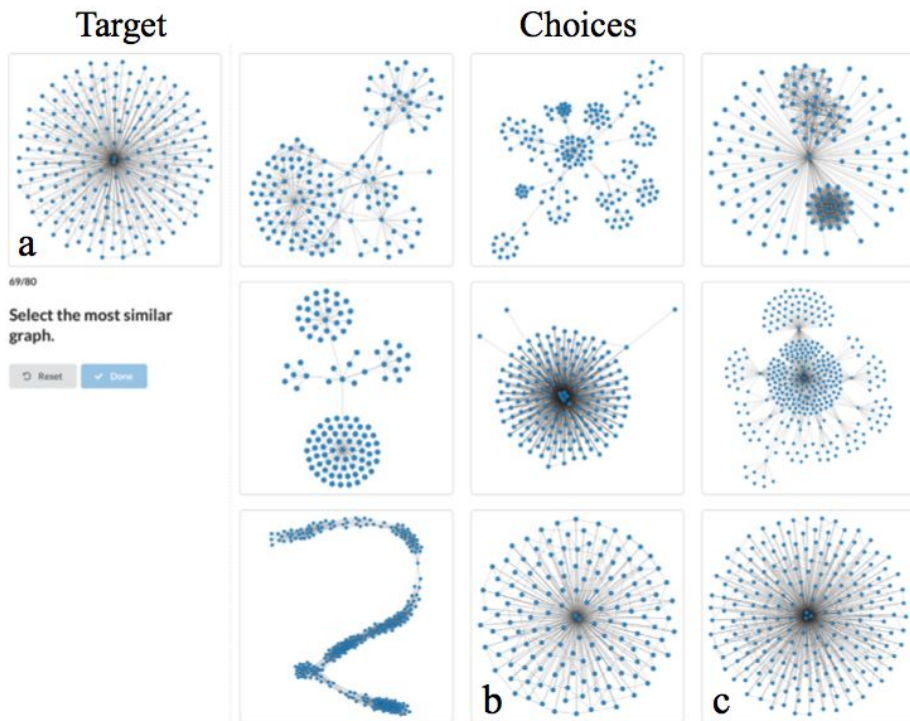 Target
Choices
a
69/80
Select the most similar
graph.
Reset
Done
b
c